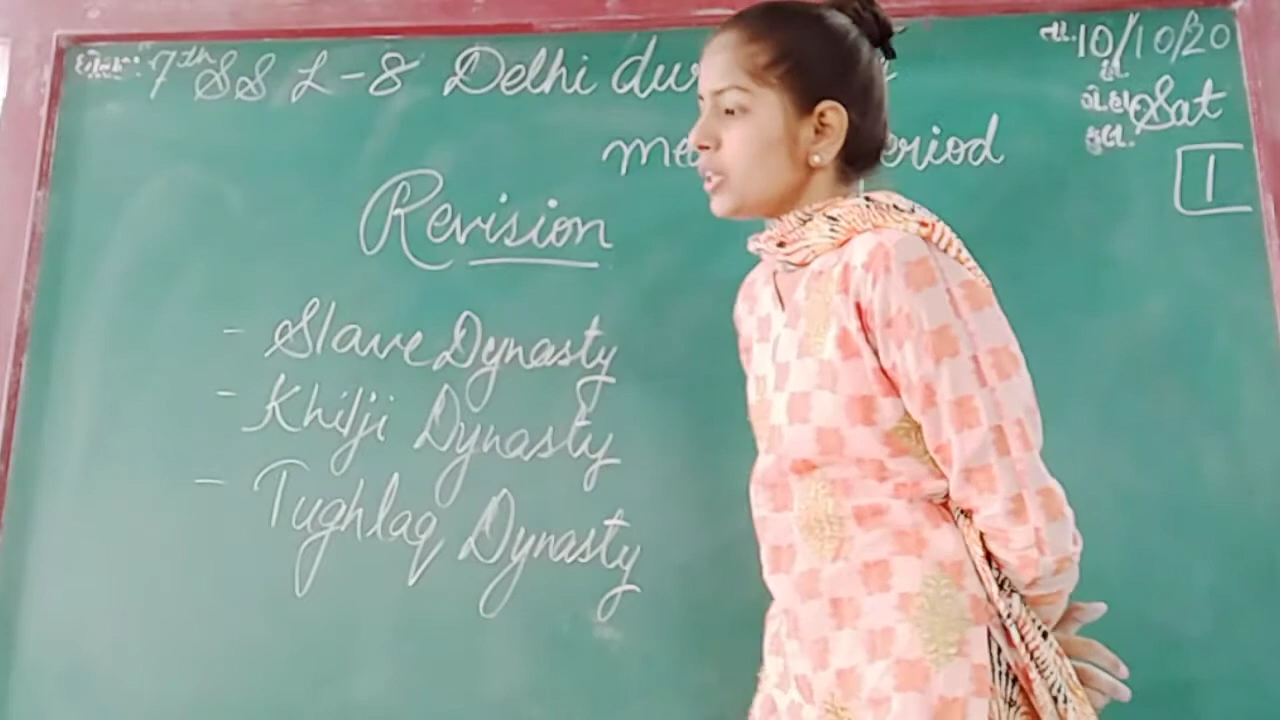 7th SS L-8 Delhi du
me eriod
Revision
- Slave Dynasty
- Khilji Dynasty
- Tughlaq Dynasty
તા. 10/10/20
Sat
1